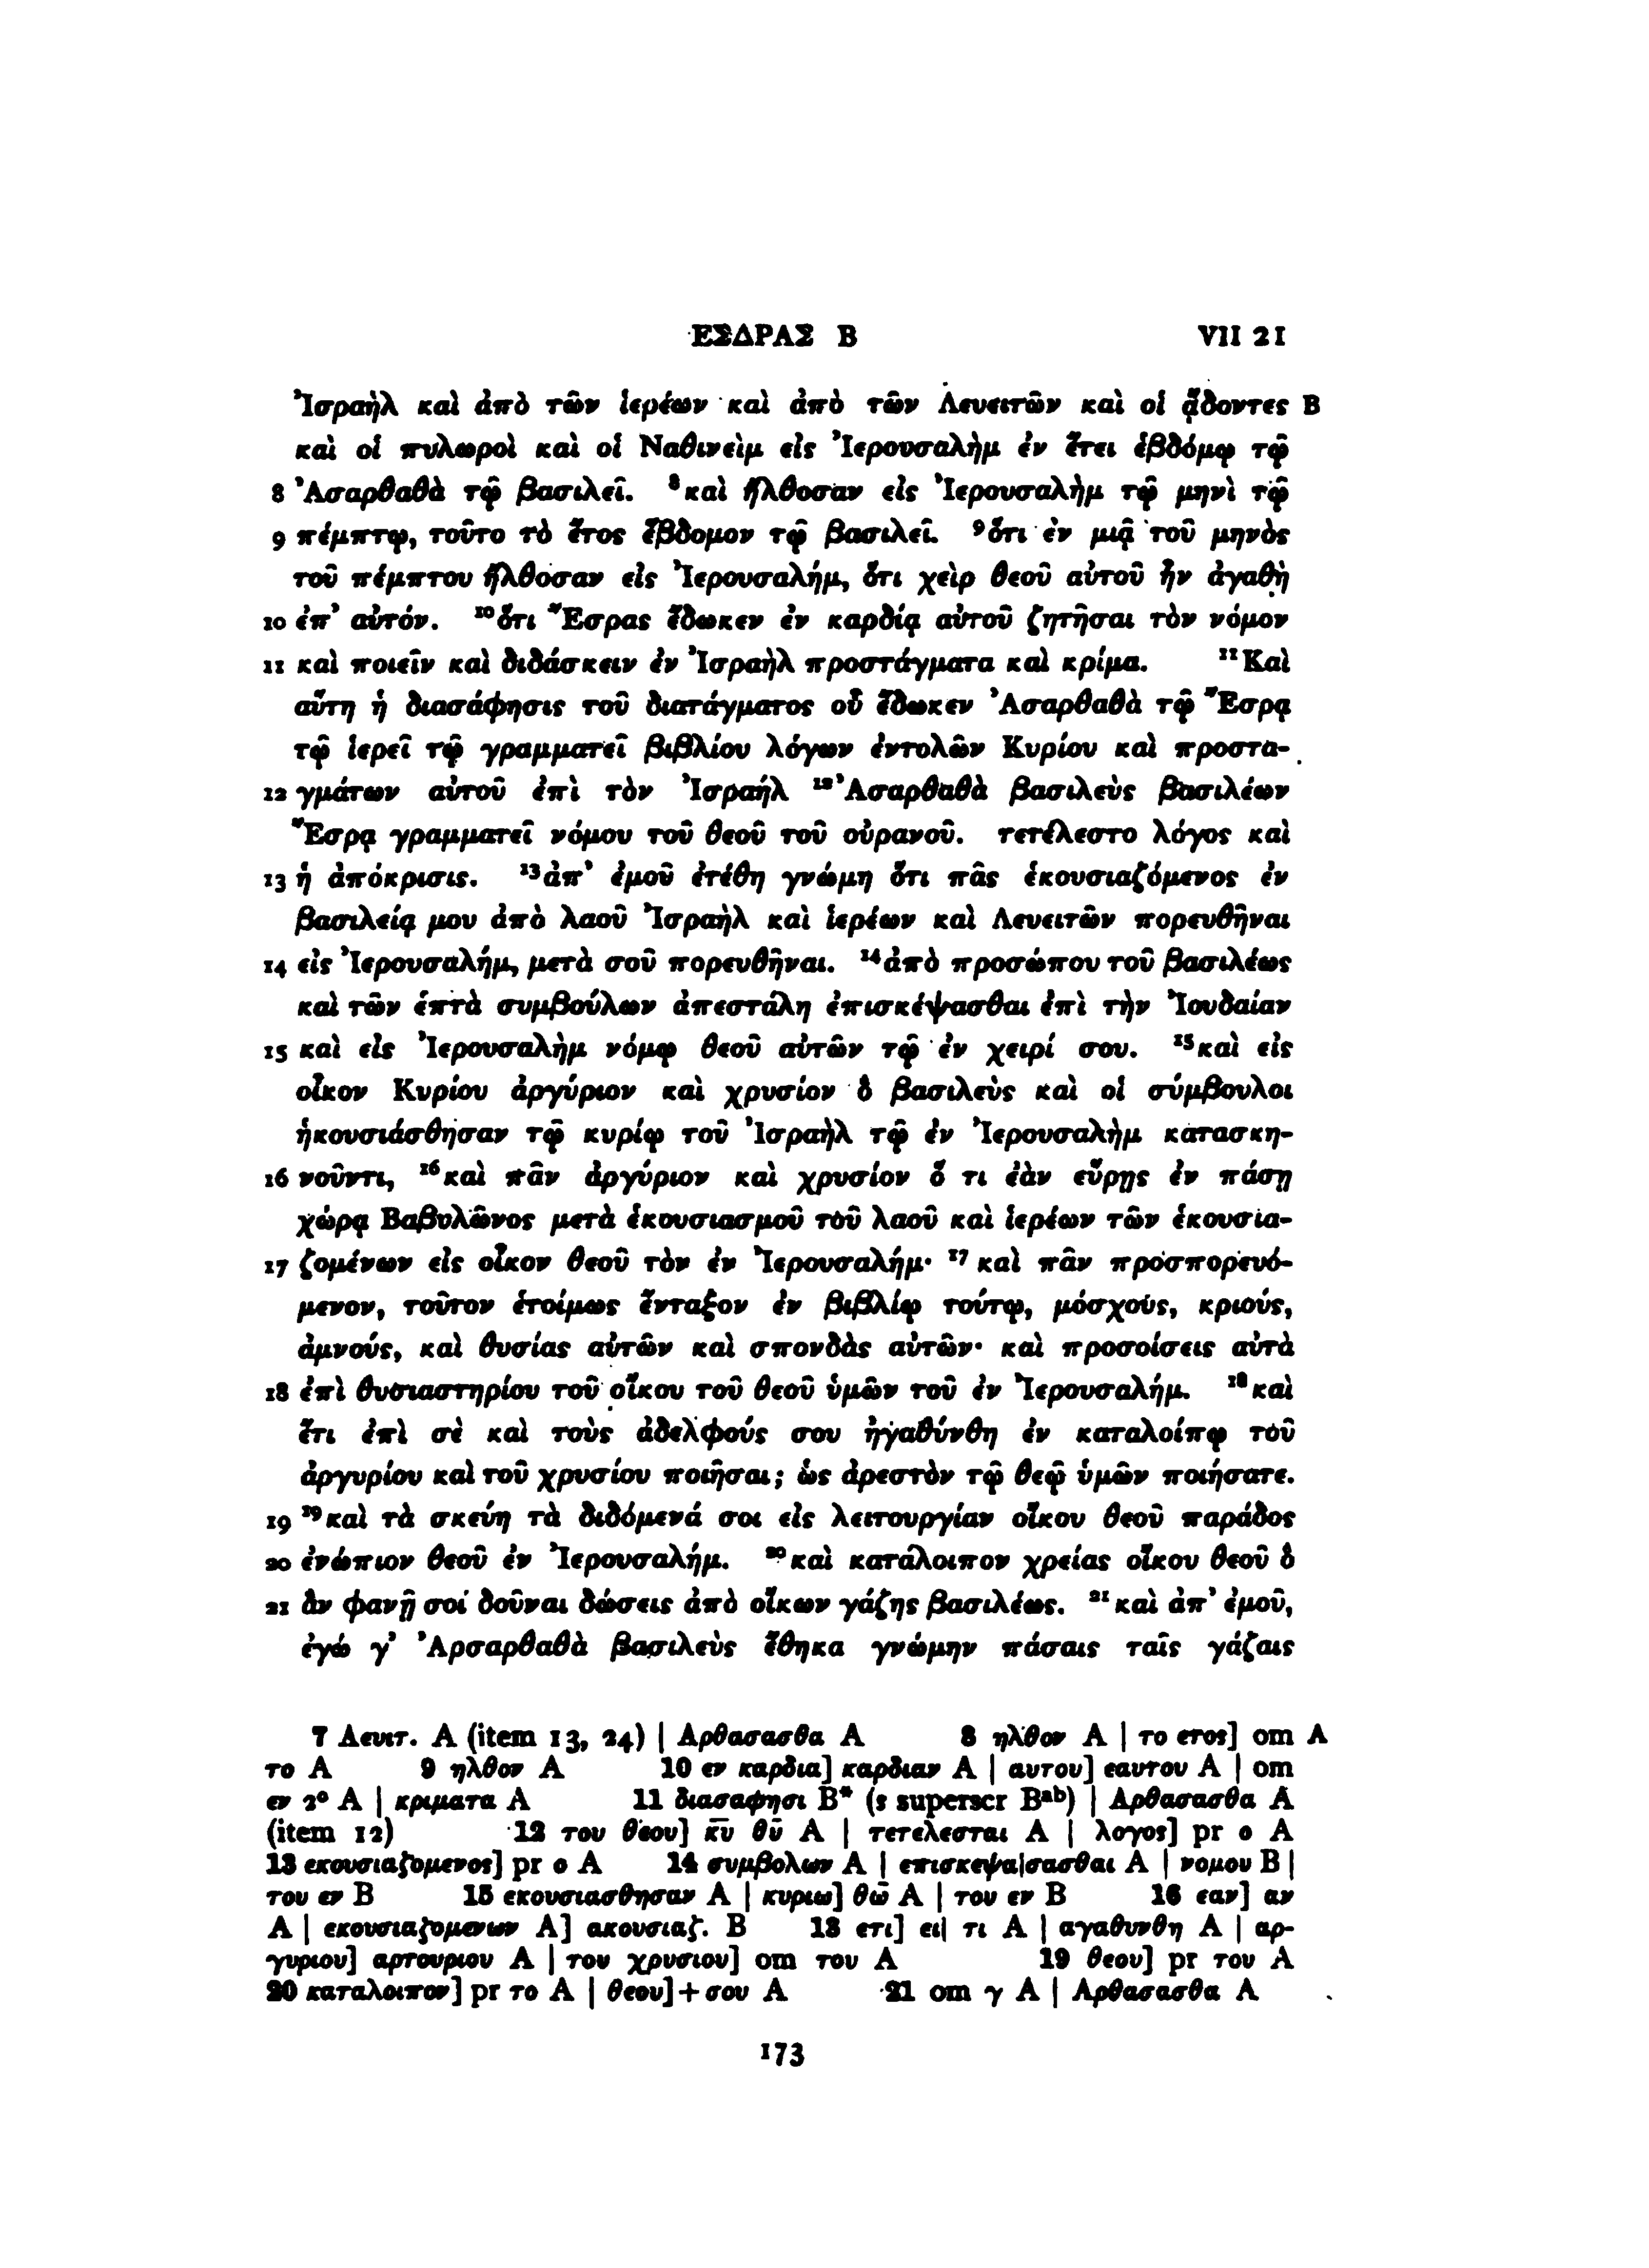 ΕΣΔΡΑΣ Β VII 21
Ἰσραὴλ καὶ ἀπὸ τῶν ἱερέων καὶ ἀπὸ τῶν Λευειτῶν καὶ οἱ ᾄδοντες B
καὶ οἱ πυλωροὶ καὶ οἱ Ναθινεὶμ εἰς Ἰερουσαλὴμ ἐν ἔτει ἑβδόμῳ τῷ
8 Ἀσαρθαθὰ τῷ βασιλεῖ. ⁸καὶ ἤλθοσαν εἰς Ἰερουσαλὴμ τῷ μηνὶ τῷ
9 πέμπτῳ, τοῦτο τὸ ἔτος ἕβδομον τῷ βασιλεῖ. ⁹ὅτι ἐν μιᾷ τοῦ μηνὸς
τοῦ πέμπτου ἤλθοσαν εἰς Ἰερουσαλήμ, ὅτι χεὶρ θεοῦ αὐτοῦ ἦν ἀγαθὴ
10 ἐπ’ αὐτόν. ¹⁰ὅτι Ἔσρας ἔδωκεν ἐν καρδίᾳ αὐτοῦ ζητῆσαι τὸν νόμον
11 καὶ ποιεῖν καὶ διδάσκειν ἐν Ἰσραὴλ προστάγματα καὶ κρίμα. ¹¹Καὶ
αὕτη ἡ διασάφησις τοῦ διατάγματος οὗ ἔδωκεν Ἀσαρθαθὰ τῷ Ἔσρᾳ
τῷ ἱερεῖ τῷ γραμματεῖ βιβλίου λόγων ἐντολῶν Κυρίου καὶ προστα-
12 γμάτων αὐτοῦ ἐπὶ τὸν Ἰσραήλ ¹²Ἀσαρθαθὰ βασιλεὺς βασιλέων
Ἔσρᾳ γραμματεῖ νόμου τοῦ θεοῦ τοῦ οὐρανοῦ. τετέλεστο λόγος καὶ
13 ἡ ἀπόκρισις. ¹³ἀπ’ ἐμοῦ ἐτέθη γνώμη ὅτι πᾶς ἑκουσιαζόμενος ἐν
βασιλείᾳ μου ἀπὸ λαοῦ Ἰσραὴλ καὶ ἱερέων καὶ Λευειτῶν πορευθῆναι
14 εἰς Ἰερουσαλήμ, μετὰ σοῦ πορευθῆναι. ¹⁴ἀπὸ προσώπου τοῦ βασιλέως
καὶ τῶν ἑπτὰ συμβούλων ἀπεστάλη ἐπισκέψασθαι ἐπὶ τὴν Ἰουδαίαν
15 καὶ εἰς Ἰερουσαλὴμ νόμῳ θεοῦ αὐτῶν τῷ ἐν χειρί σου. ¹⁵καὶ εἰς
οἶκον Κυρίου ἀργύριον καὶ χρυσίον ὃ βασιλεὺς καὶ οἱ σύμβουλοι
ἡκουσιάσθησαν τῷ κυρίῳ τοῦ Ἰσραὴλ τῷ ἐν Ἰερουσαλὴμ κατασκη-
16 νοῦντι, ¹⁶καὶ πᾶν ἀργύριον καὶ χρυσίον ὅ τι ἐὰν εὕρῃς ἐν πάσῃ
χώρᾳ Βαβυλῶνος μετὰ ἑκουσιασμοῦ τοῦ λαοῦ καὶ ἱερέων τῶν ἑκουσια-
17 ζομένων εἰς οἶκον θεοῦ τὸν ἐν Ἰερουσαλήμ· ¹⁷καὶ πᾶν προσπορευό-
μενον, τοῦτον ἑτοίμως ἔνταξον ἐν βιβλίῳ τούτῳ, μόσχους, κριούς,
ἀμνούς, καὶ θυσίας αὐτῶν καὶ σπονδὰς αὐτῶν· καὶ προσοίσεις αὐτὰ
18 ἐπὶ θυσιαστηρίου τοῦ οἴκου τοῦ θεοῦ ὑμῶν τοῦ ἐν Ἰερουσαλήμ. ¹⁸καὶ
ἔτι ἐπὶ σὲ καὶ τοὺς ἀδελφούς σου ἠγαθύνθη ἐν καταλοίπῳ τοῦ
ἀργυρίου καὶ τοῦ χρυσίου ποιῆσαι; ὡς ἀρεστὸν τῷ θεῷ ὑμῶν ποιήσατε.
19 ¹⁹καὶ τὰ σκεύη τὰ διδόμενά σοι εἰς λειτουργίαν οἴκου θεοῦ παράδος
20 ἐνώπιον θεοῦ ἐν Ἰερουσαλήμ. ²⁰καὶ κατάλοιπον χρείας οἴκου θεοῦ ὃ
21 ἂν φανῇ σοί δοῦναι δώσεις ἀπὸ οἴκων γάζης βασιλέως. ²¹καὶ ἀπ’ ἐμοῦ,
ἐγώ γ’ Ἀρσαρθαθὰ βασιλεὺς ἔθηκα γνώμην πάσαις ταῖς γάζαις
7 Λευιτ. A (item 13, 24) | Αρθασασθα A 8 ηλθον A | το ετος] om A
το A 9 ηλθον A 10 εν καρδια] καρδιαν A | αυτου] εαυτου A | om
εν 2° A | κριματα A 11 διασαφησι B* (ς superscr Bᵃᵇ) | Αρθασασθα A
(item 12) 12 του θεου] κ̅υ̅ θ̅υ̅ A | τετελεσται A | λογος] pr ο A
13 εκουσιαζομενος] pr ο A 14 συμβολων A | επισκεψα|σασθαι A | νομου B |
του εν B 15 εκουσιασθησαν A | κυριω] θ̅ω̅ A | του εν B 16 εαν] αν
A | εκουσιαζομενων A] ακουσιαζ. B 18 ετι] ει| τι A | αγαθυνθη A | αρ-
γυριου] αρτουριου A | του χρυσιου] om του A 19 θεου] pr του A
20 καταλοιπον] pr το A | θεου]+σου A 21 om γ A | Αρθασασθα A
173